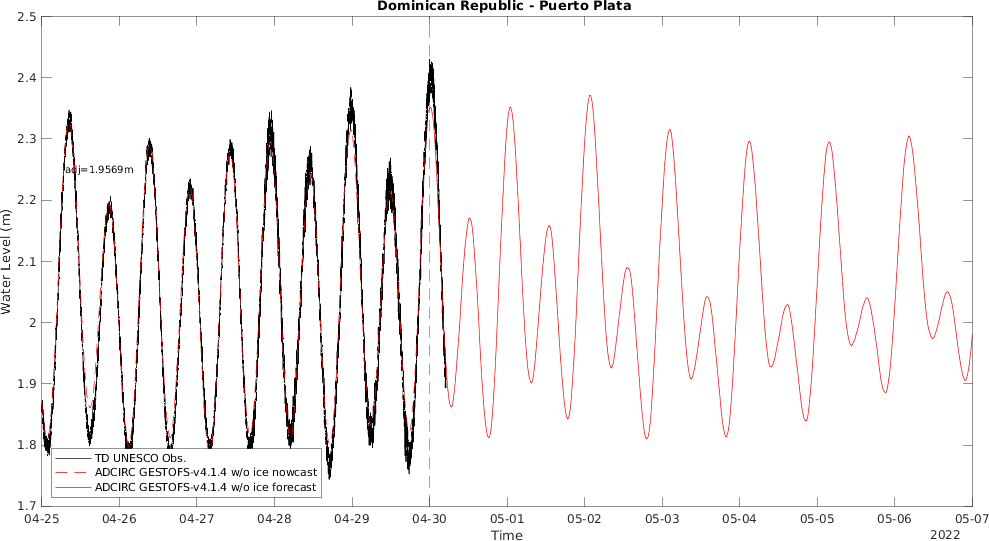 Dominican Republic - Puerto Plata
2.5
2.4
2.3
2.2
2.1
2
1.9
1.8
1.7
Water Level (m)
adj=1.9569m
TD UNESCO Obs.
ADCIRC GESTOFS-v4.1.4 w/o ice nowcast
ADCIRC GESTOFS-v4.1.4 w/o ice forecast
04-25 04-26 04-27 04-28 04-29 04-30 05-01 05-02 05-03 05-04 05-05 05-06 05-07
Time
2022